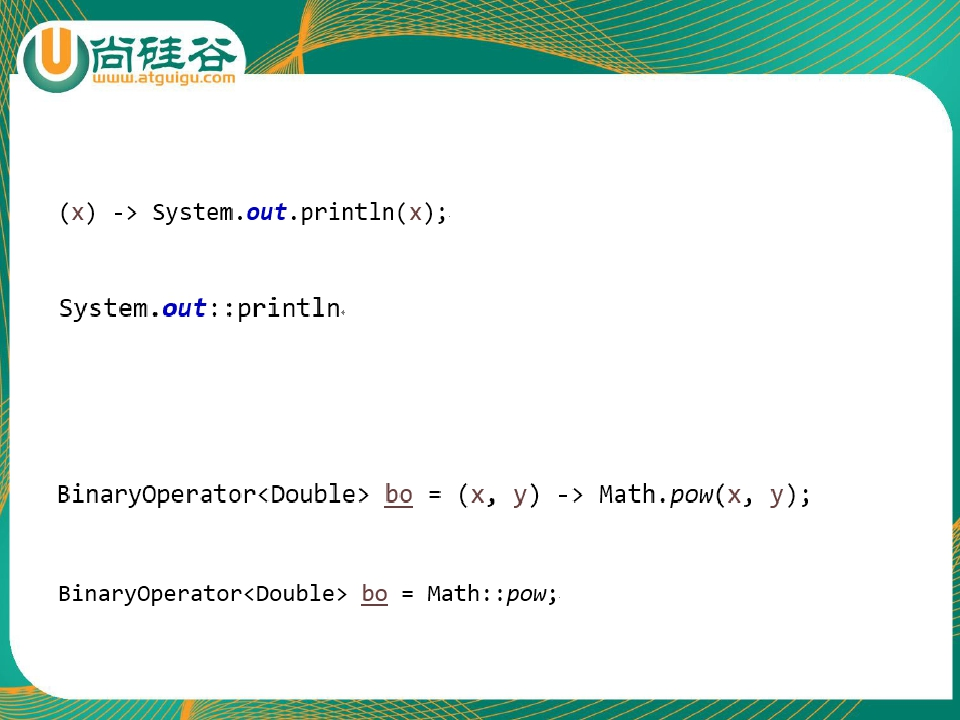 尚硅谷
www.atguigu.com
(x) -> System.out.println(x);
System.out::println
BinaryOperator<Double> bo = (x, y) -> Math.pow(x, y);
BinaryOperator<Double> bo = Math::pow;